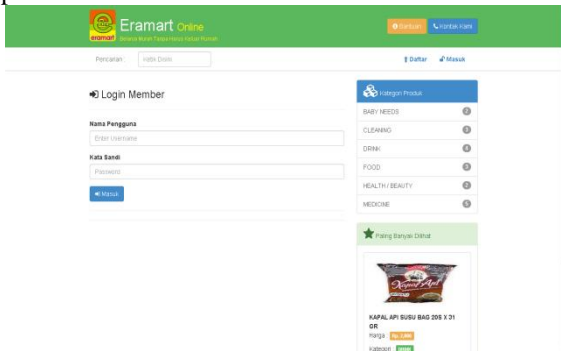 Eramart Online
eramart
Bantuan
Kontak Kami
Pencarian
Ketik Disini
Daftar
Masuk
Login Member
Kategori Produk
Nama Pengguna
Enter Username
Kata Sandi
Password
Masuk
BABY NEEDS
CLEANING
DRINK
FOOD
HEALTH / BEAUTY
MEDICINE
Paling Banyak Dilihat
Kapal Api
KAPAL API SUSU BAG 20S X 31
GR
Harga
Kategori